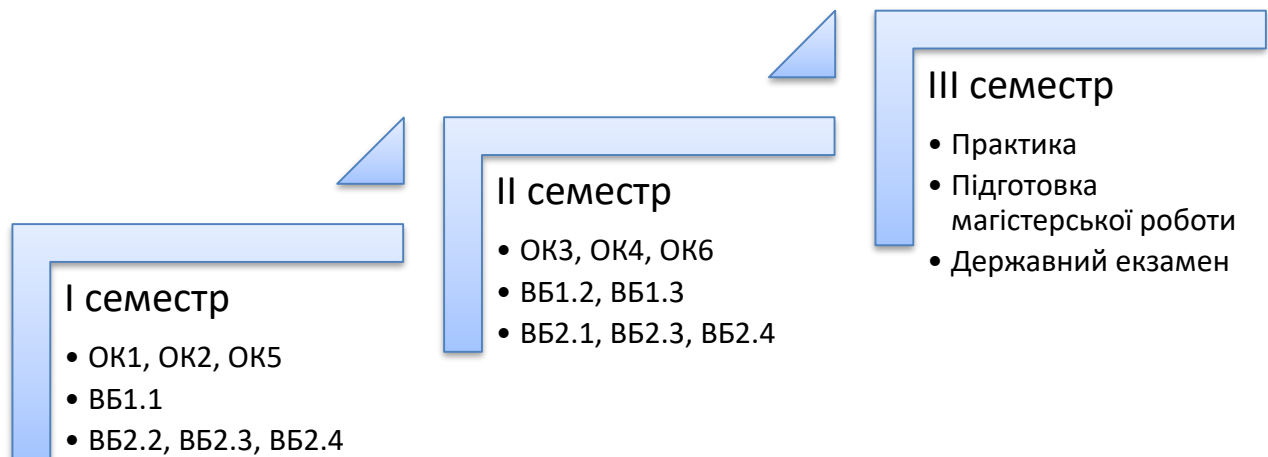 I семестр
• ОК1, ОК2, ОК5
• ВБ1.1
• ВБ2.2, ВБ2.3, ВБ2.4
II семестр
• ОК3, ОК4, ОК6
• ВБ1.2, ВБ1.3
• ВБ2.1, ВБ2.3, ВБ2.4
III семестр
• Практика
• Підготовка
магістерської роботи
• Державний екзамен